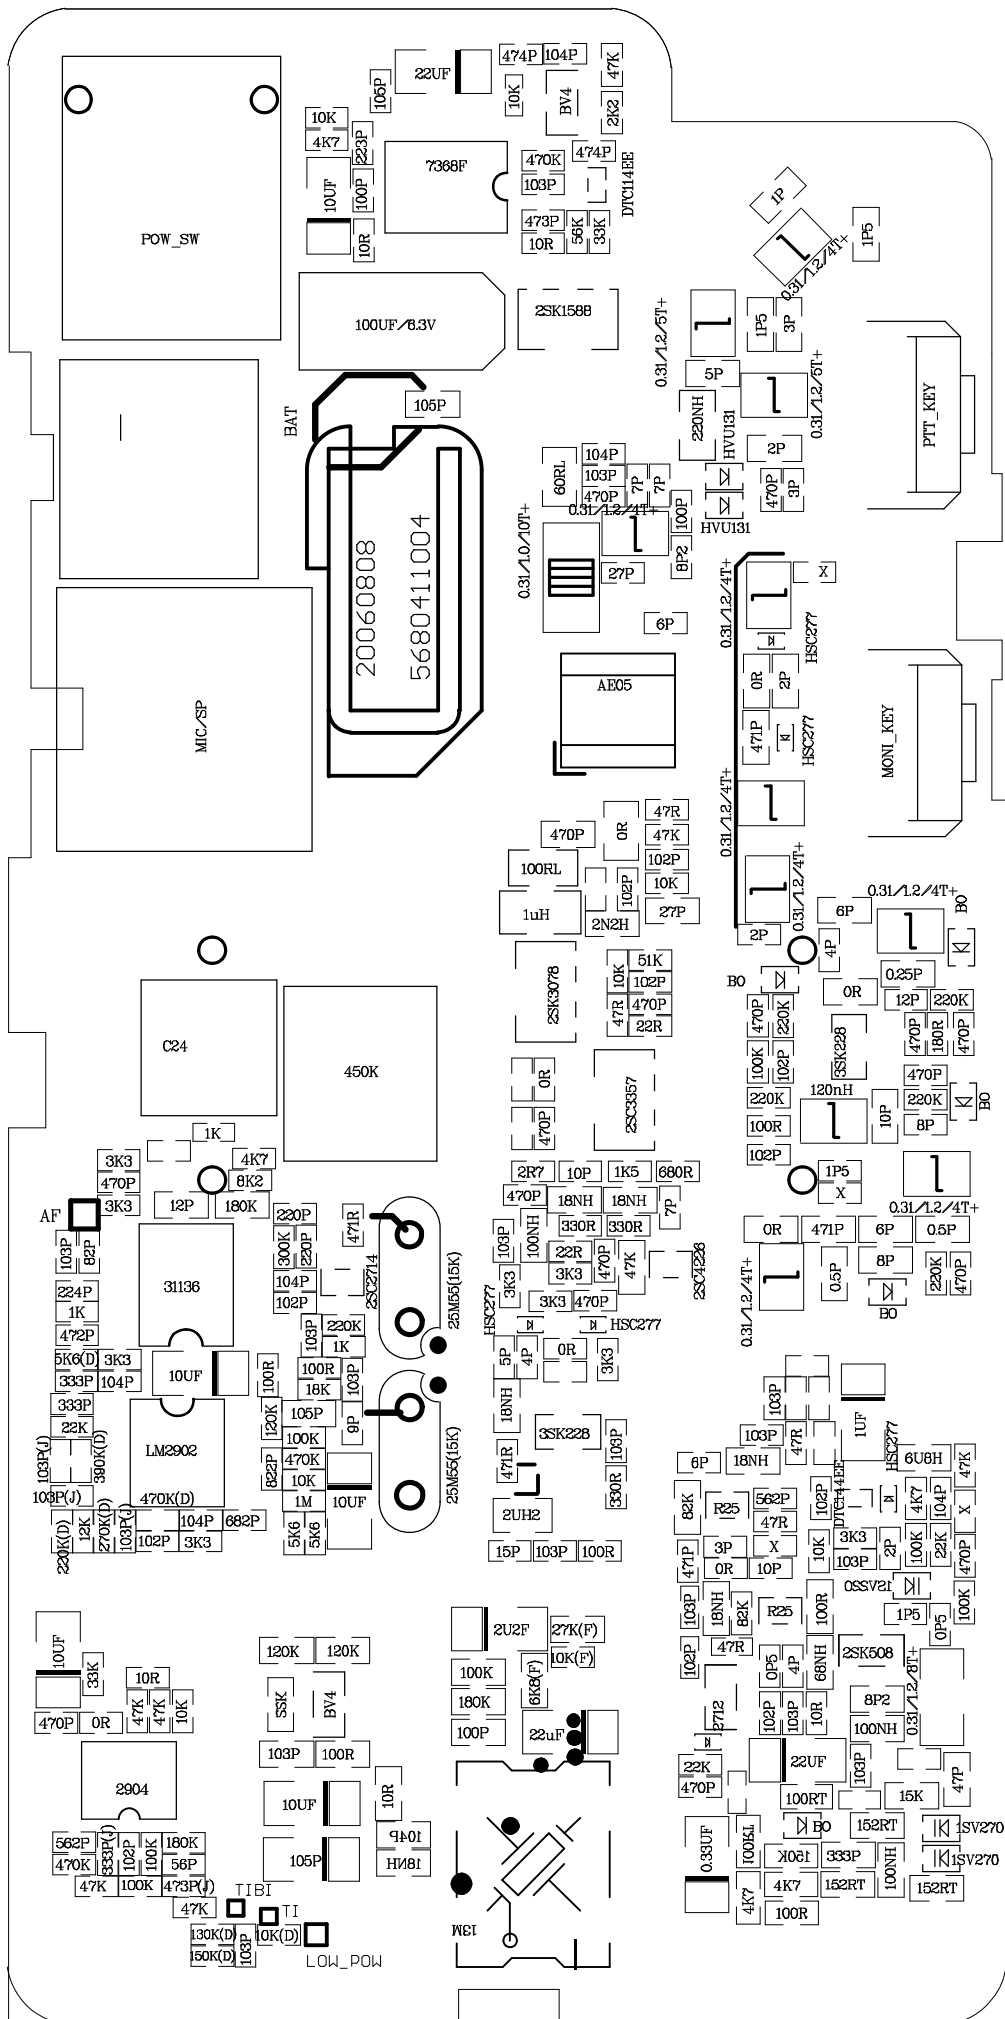 474P 104P
22UF
47K
105P
10K
BV4
2K2
10K
4K7
223P
7368F
470K
474P
103P
DTC114EE
10UF
100P
473P
10R
56K
33K
10R
POW_SW
1P
1P5
0.31/1.2/4T+
100UF/6.3V
2SK1588
0.31/1.2/5T+
1P5
3P
5P
0.31/1.2/5T+
BAT
105P
220NH
HVU131
PTT_KEY
2P
60RL
104P
103P
470P
7P
7P
470P
3P
0.31/1.2/4T+
100P
HVU131
0.31/1.0/10T+
8P2
27P
X
0.31/1.2/4T+
20060808
5680411004
6P
HSC277
AE05
0R
2P
MIC/SP
471P
HSC277
MONI_KEY
0.31/1.2/4T+
47R
470P
0R
47K
102P
100RL
10K
102P
0.31/1.2/4T+
1uH
2N2H
27P
6P
0.31/1.2/4T+
B0
2P
4P
2SK3078
10K
51K
102P
B0
0R
0.25P
47R
470P
22R
12P
220K
470P
220K
C24
450K
3SK228
470P
180R
470P
0R
100K
102P
2SC3357
470P
220K
120nH
220K
10P
B0
470P
100R
8P
1K
102P
3K3
4K7
2R7
10P
1K5
680R
1P5
470P
8K2
X
3K3
12P
180K
470P
18NH
18NH
7P
0.31/1.2/4T+
AF
220P
471R
330R
330R
0R
471P
6P
0.5P
103P
82P
300K
220P
103P
100NH
22R
470P
47K
8P
31136
104P
2SC2714
3K3
3K3
2SC4226
0.5P
220K
470P
224P
102P
25M55(15K)
HSC277
3K3
470P
B0
1K
0.31/1.2/4T+
472P
103P
220K
HSC277
1K
5K6(D)
3K3
5P
4P
0R
3K3
333P
104P
10UF
100R
100R
103P
18K
333P
105P
9P
18NH
103P
1UF
22K
120K
LM2902
100K
3SK228
103P
103P
47R
HSC277
103P(J)
390K(D)
822P
470K
471R
6P
18NH
6U8H
47K
103P(J)
470K(D)
10K
10UF
25M55(15K)
330R
82K
R25
562P
102P
DTC144EE
4K7
104P
X
1M
2UH2
47R
220K(D)
12K
270K(D)
103P(J)
104P
682P
102P
3K3
5K6
5K6
15P
103P
100R
471P
3P
X
10K
3K3
2P
100K
22K
470P
0R
10P
103P
1SV220
100K
103P
18NH
82K
R25
100R
1P5
0P5
10UF
2U2F
27K(F)
33K
120K
120K
10K(F)
102P
47R
2SK508
10R
100K
6K8(F)
0P5
4P
68NH
0.31/1.2/8T+
47K
47K
10K
SSK
BV4
180K
8P2
470P
0R
100P
22uF
2712
102P
103P
10R
100NH
103P
100R
22UF
103P
2904
22K
47P
470P
10UF
10R
100RT
15K
562P
333P(J)
102P
100K
180K
104P
0.33UF
100RT
B0
152RT
1SV270
470K
56P
105P
18NH
150K
333P
100NH
1SV270
47K
100K
473P(J)
4K7
152RT
152RT
TIBI
4K7
47K
TI
13M
100R
130K(D)
10K(D)
103P
150K(D)
LOW_POW